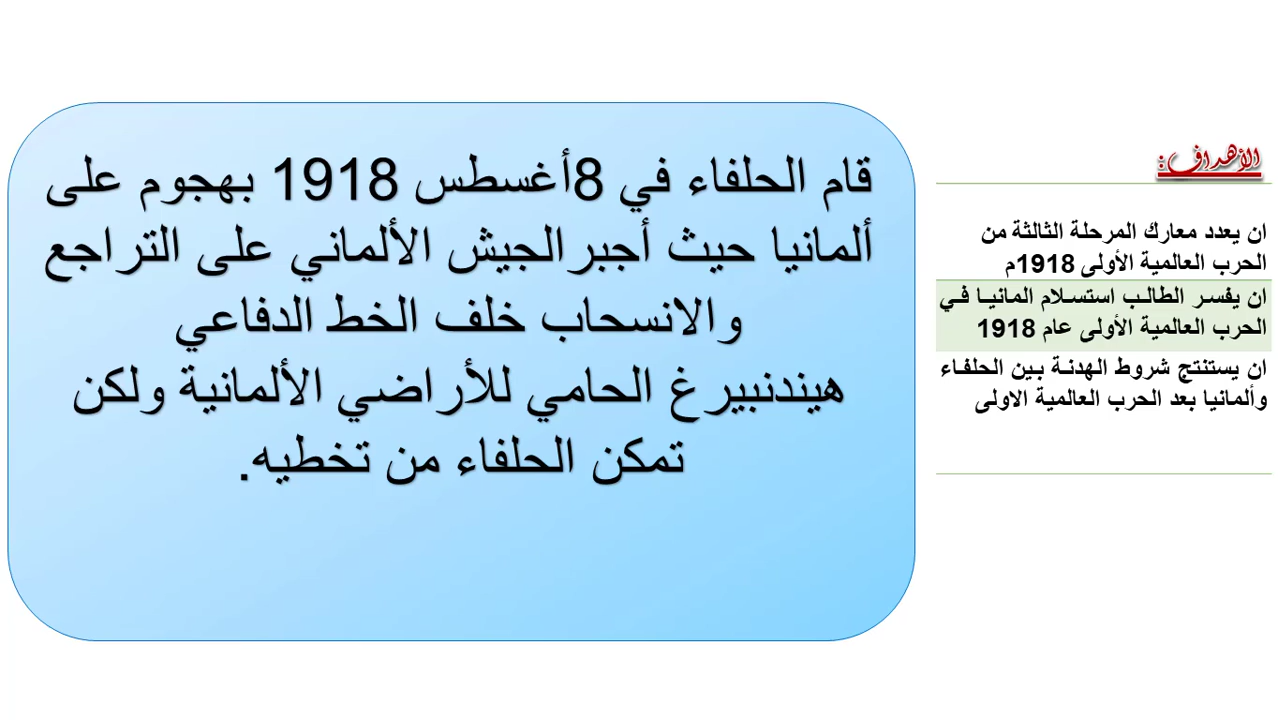 قام الحلفاء في 8أغسطس 1918 بهجوم على
ألمانيا حيث أجبرالجيش الألماني على التراجع
والانسحاب خلف الخط الدفاعي
هيندنبيرغ الحامي للأراضي الألمانية ولكن
تمكن الحلفاء من تخطيه.
الأهداف:
ان يعدد معارك المرحلة الثالثة من
الحرب العالمية الأولى 1918م
ان يفسر الطالب استسلام المانيا في
الحرب العالمية الأولى عام 1918
ان يستنتج شروط الهدنة بين الحلفاء
وألمانيا بعد الحرب العالمية الاولى